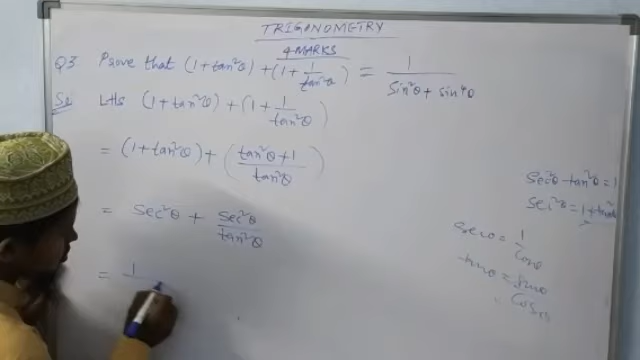 TRIGONOMETRY
4 MARKS
Q3 Prove that (1+tan²θ) + (1+1/tan²θ) = 1/(sin²θ + sin⁴θ)
Sol LHS (1+tan²θ) + (1+1/tan²θ)
= (1+tan²θ) + ((tan²θ+1)/tan²θ)
= sec²θ + sec²θ/tan²θ
= 1
sec²θ - tan²θ = 1
sec²θ = 1+tan²θ
secθ = 1/cosθ
tanθ = sinθ/cosθ